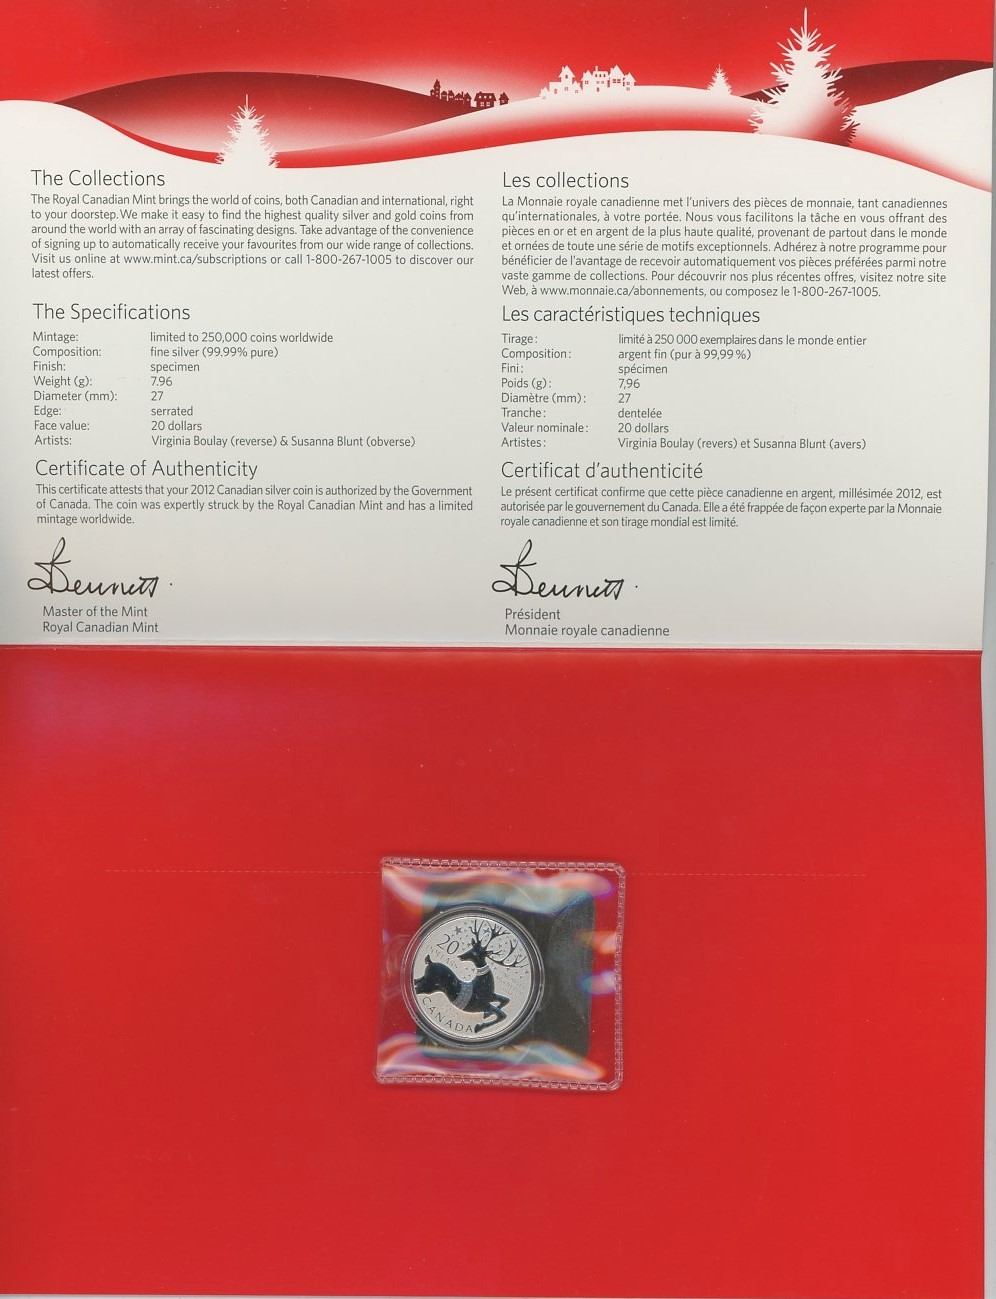 The Collections
The Royal Canadian Mint brings the world of coins, both Canadian and international, right
to your doorstep. We make it easy to find the highest quality silver and gold coins from
around the world with an array of fascinating designs. Take advantage of the convenience
of signing up to automatically receive your favourites from our wide range of collections.
Visit us online at www.mint.ca/subscriptions or call 1-800-267-1005 to discover our
latest offers.
The Specifications
Mintage: limited to 250,000 coins worldwide
Composition: fine silver (99.99% pure)
Finish: specimen
Weight (g): 7.96
Diameter (mm): 27
Edge: serrated
Face value: 20 dollars
Artists: Virginia Boulay (reverse) & Susanna Blunt (obverse)
Certificate of Authenticity
This certificate attests that your 2012 Canadian silver coin is authorized by the Government
of Canada. The coin was expertly struck by the Royal Canadian Mint and has a limited
mintage worldwide.
Bennett
Master of the Mint
Royal Canadian Mint
Les collections
La Monnaie royale canadienne met l'univers des pièces de monnaie, tant canadiennes
qu'internationales, à votre portée. Nous vous facilitons la tâche en vous offrant des
pièces en or et en argent de la plus haute qualité, provenant de partout dans le monde
et ornées de toute une série de motifs exceptionnels. Adhérez à notre programme pour
bénéficier de l'avantage de recevoir automatiquement vos pièces préférées parmi notre
vaste gamme de collections. Pour découvrir nos plus récentes offres, visitez notre site
Web, à www.monnaie.ca/abonnements, ou composez le 1-800-267-1005.
Les caractéristiques techniques
Tirage : limité à 250 000 exemplaires dans le monde entier
Composition : argent fin (pur à 99,99 %)
Fini : spécimen
Poids (g) : 7,96
Diamètre (mm) : 27
Tranche : dentelée
Valeur nominale : 20 dollars
Artistes : Virginia Boulay (revers) et Susanna Blunt (avers)
Certificat d'authenticité
Le présent certificat confirme que cette pièce canadienne en argent, millésimée 2012, est
autorisée par le gouvernement du Canada. Elle a été frappée de façon experte par la Monnaie
royale canadienne et son tirage mondial est limité.
Bennett
Président
Monnaie royale canadienne
20
CANADA